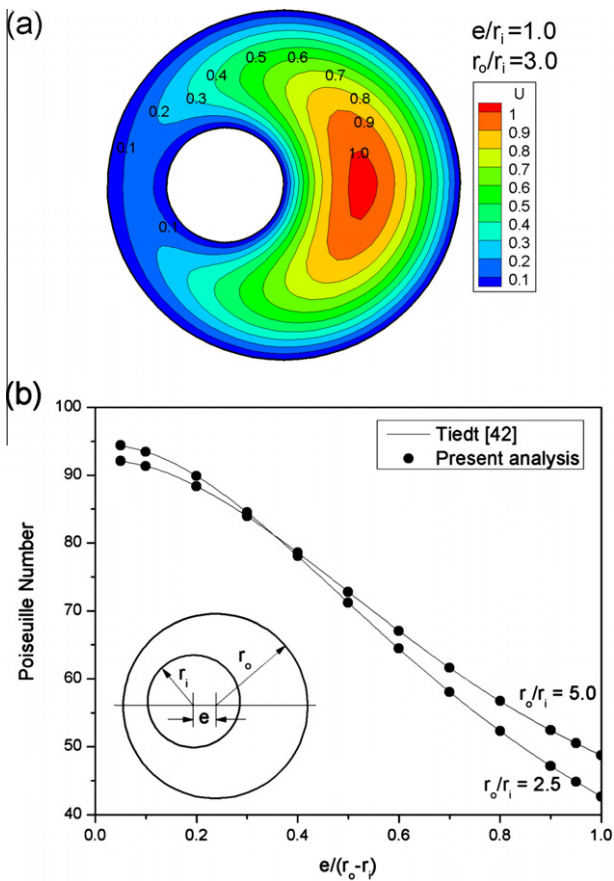 (a)
e/ri=1.0
ro/ri=3.0
U
1
0.9
0.8
0.7
0.6
0.5
0.4
0.3
0.2
0.1
0.5
0.6
0.4
0.7
0.3
0.8
0.2
0.9
0.1
1.0
0.1
(b)
Poiseuille Number
100
90
80
70
60
50
40
Tiedt [42]
Present analysis
ri
ro
e
ro/ri = 5.0
ro/ri = 2.5
0.0 0.2 0.4 0.6 0.8 1.0
e/(ro-ri)